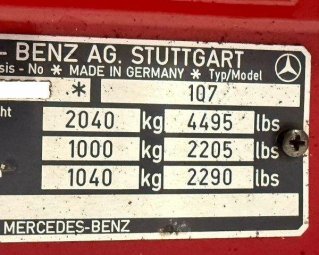 - BENZ AG. STUTTGART
sis - No * MADE IN GERMANY * Typ/Model
* 107
ht
2040 kg 4495 lbs
1000 kg 2205 lbs
1040 kg 2290 lbs
MERCEDES-BENZ